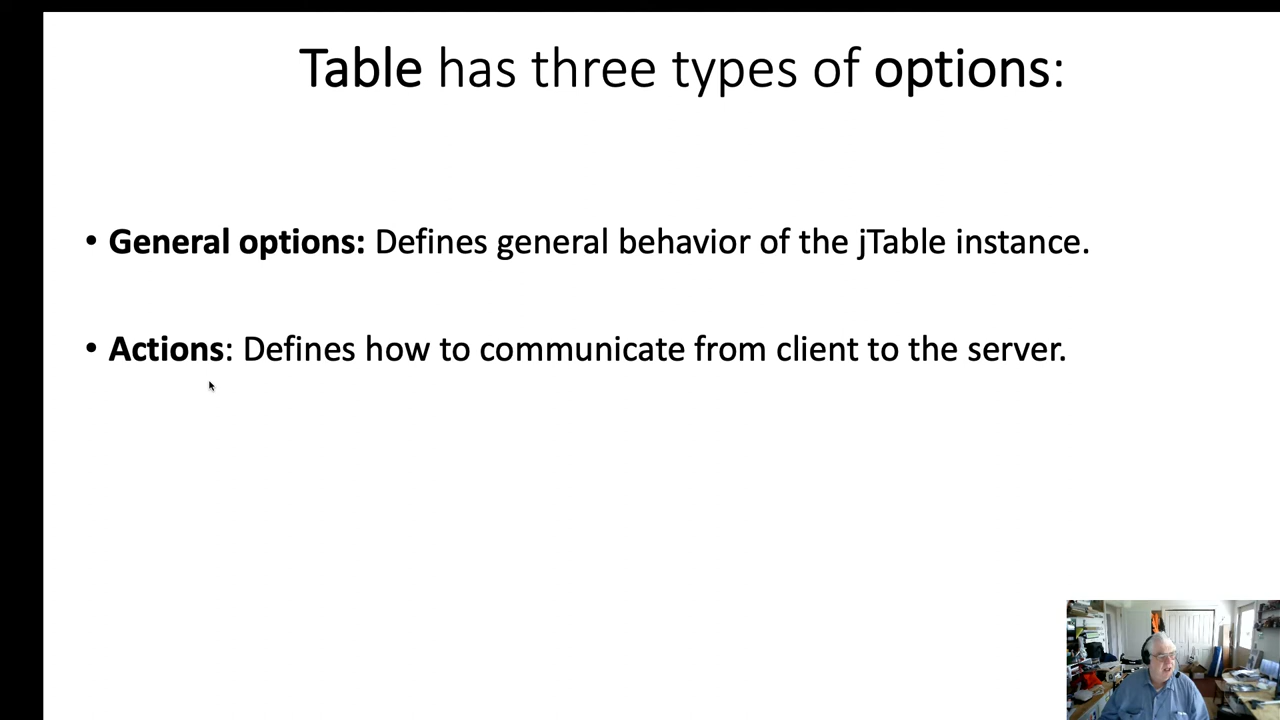 Table has three types of options:
• General options: Defines general behavior of the jTable instance.
• Actions: Defines how to communicate from client to the server.